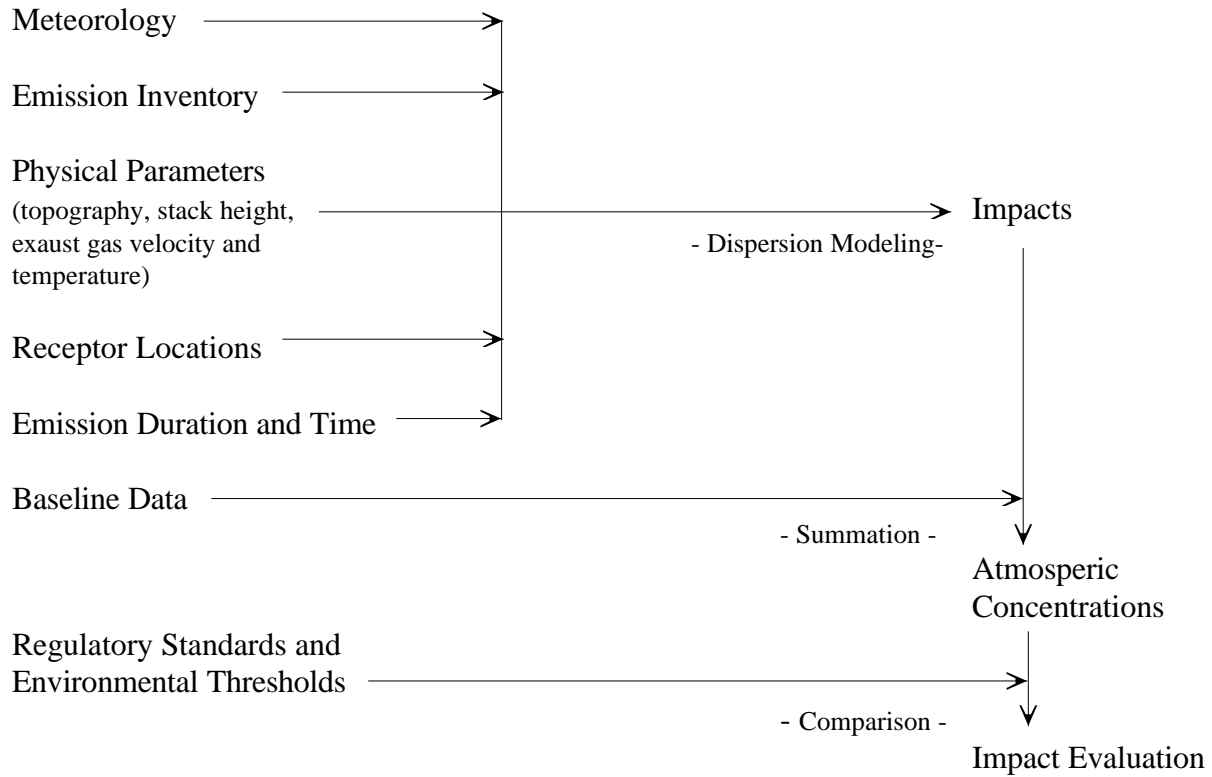 Meteorology
Emission Inventory
Physical Parameters
(topography, stack height,
exaust gas velocity and
temperature)
Impacts
- Dispersion Modeling-
Receptor Locations
Emission Duration and Time
Baseline Data
- Summation -
Atmosperic
Concentrations
Regulatory Standards and
Environmental Thresholds
- Comparison -
Impact Evaluation